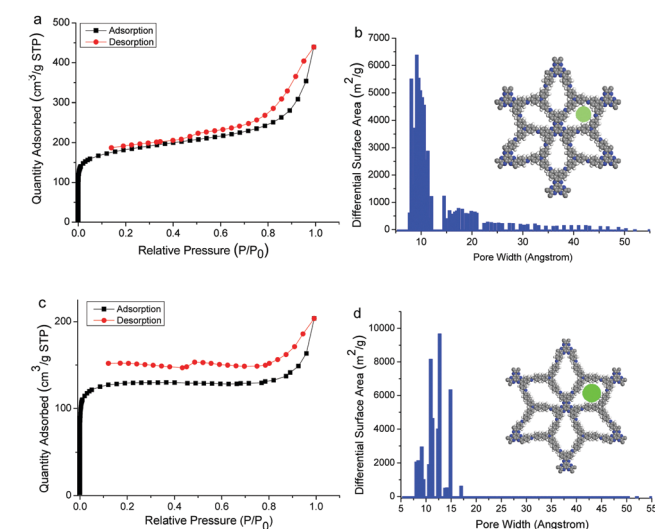 a
Adsorption
Desorption
Quantity Adsorbed (cm³/g STP)
500
400
300
200
100
0
0.0 0.2 0.4 0.6 0.8 1.0
Relative Pressure (P/P0)
b
Differential Surface Area (m²/g)
7000
6000
5000
4000
3000
2000
1000
0
10 20 30 40 50
Pore Width (Angstrom)
c
Adsorption
Desorption
Quantity Adsorbed (cm³/g STP)
200
100
0
0.0 0.2 0.4 0.6 0.8 1.0
Relative Pressure (P/P0)
d
Differential Surface Area (m²/g)
10000
8000
6000
4000
2000
0
5 10 15 20 25 30 35 40 45 50 55
Pore Width (Angstrom)